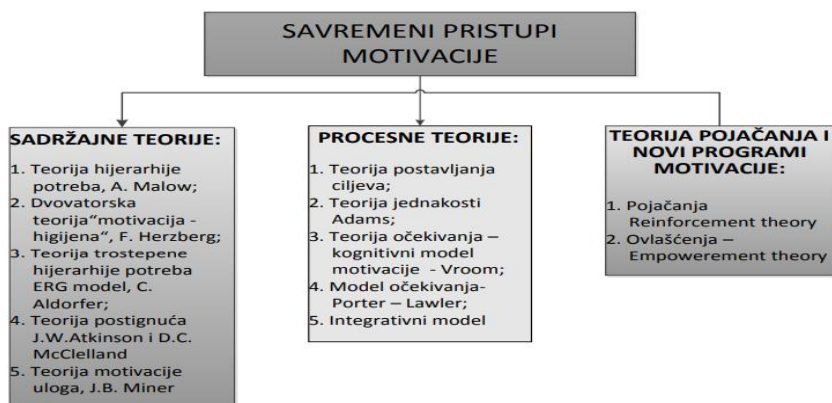 SAVREMENI PRISTUPI
MOTIVACIJE
SADRŽAJNE TEORIJE:
1. Teorija hijerarhije
potreba, A. Malow;
2. Dvovatorska
teorija“motivacija -
higijena“, F. Herzberg;
3. Teorija trostepene
hijerarhije potreba
ERG model, C.
Aldorfer;
4. Teorija postignuća
J.W.Atkinson i D.C.
McClelland
5. Teorija motivacije
uloga, J.B. Miner
PROCESNE TEORIJE:
1. Teorija postavljanja
ciljeva;
2. Teorija jednakosti
Adams;
3. Teorija očekivanja –
kognitivni model
motivacije - Vroom;
4. Model očekivanja-
Porter – Lawler;
5. Integrativni model
TEORIJA POJAČANJA I
NOVI PROGRAMI
MOTIVACIJE:
1. Pojačanja
Reinforcement theory
2. Ovlašćenja –
Empowerement theory